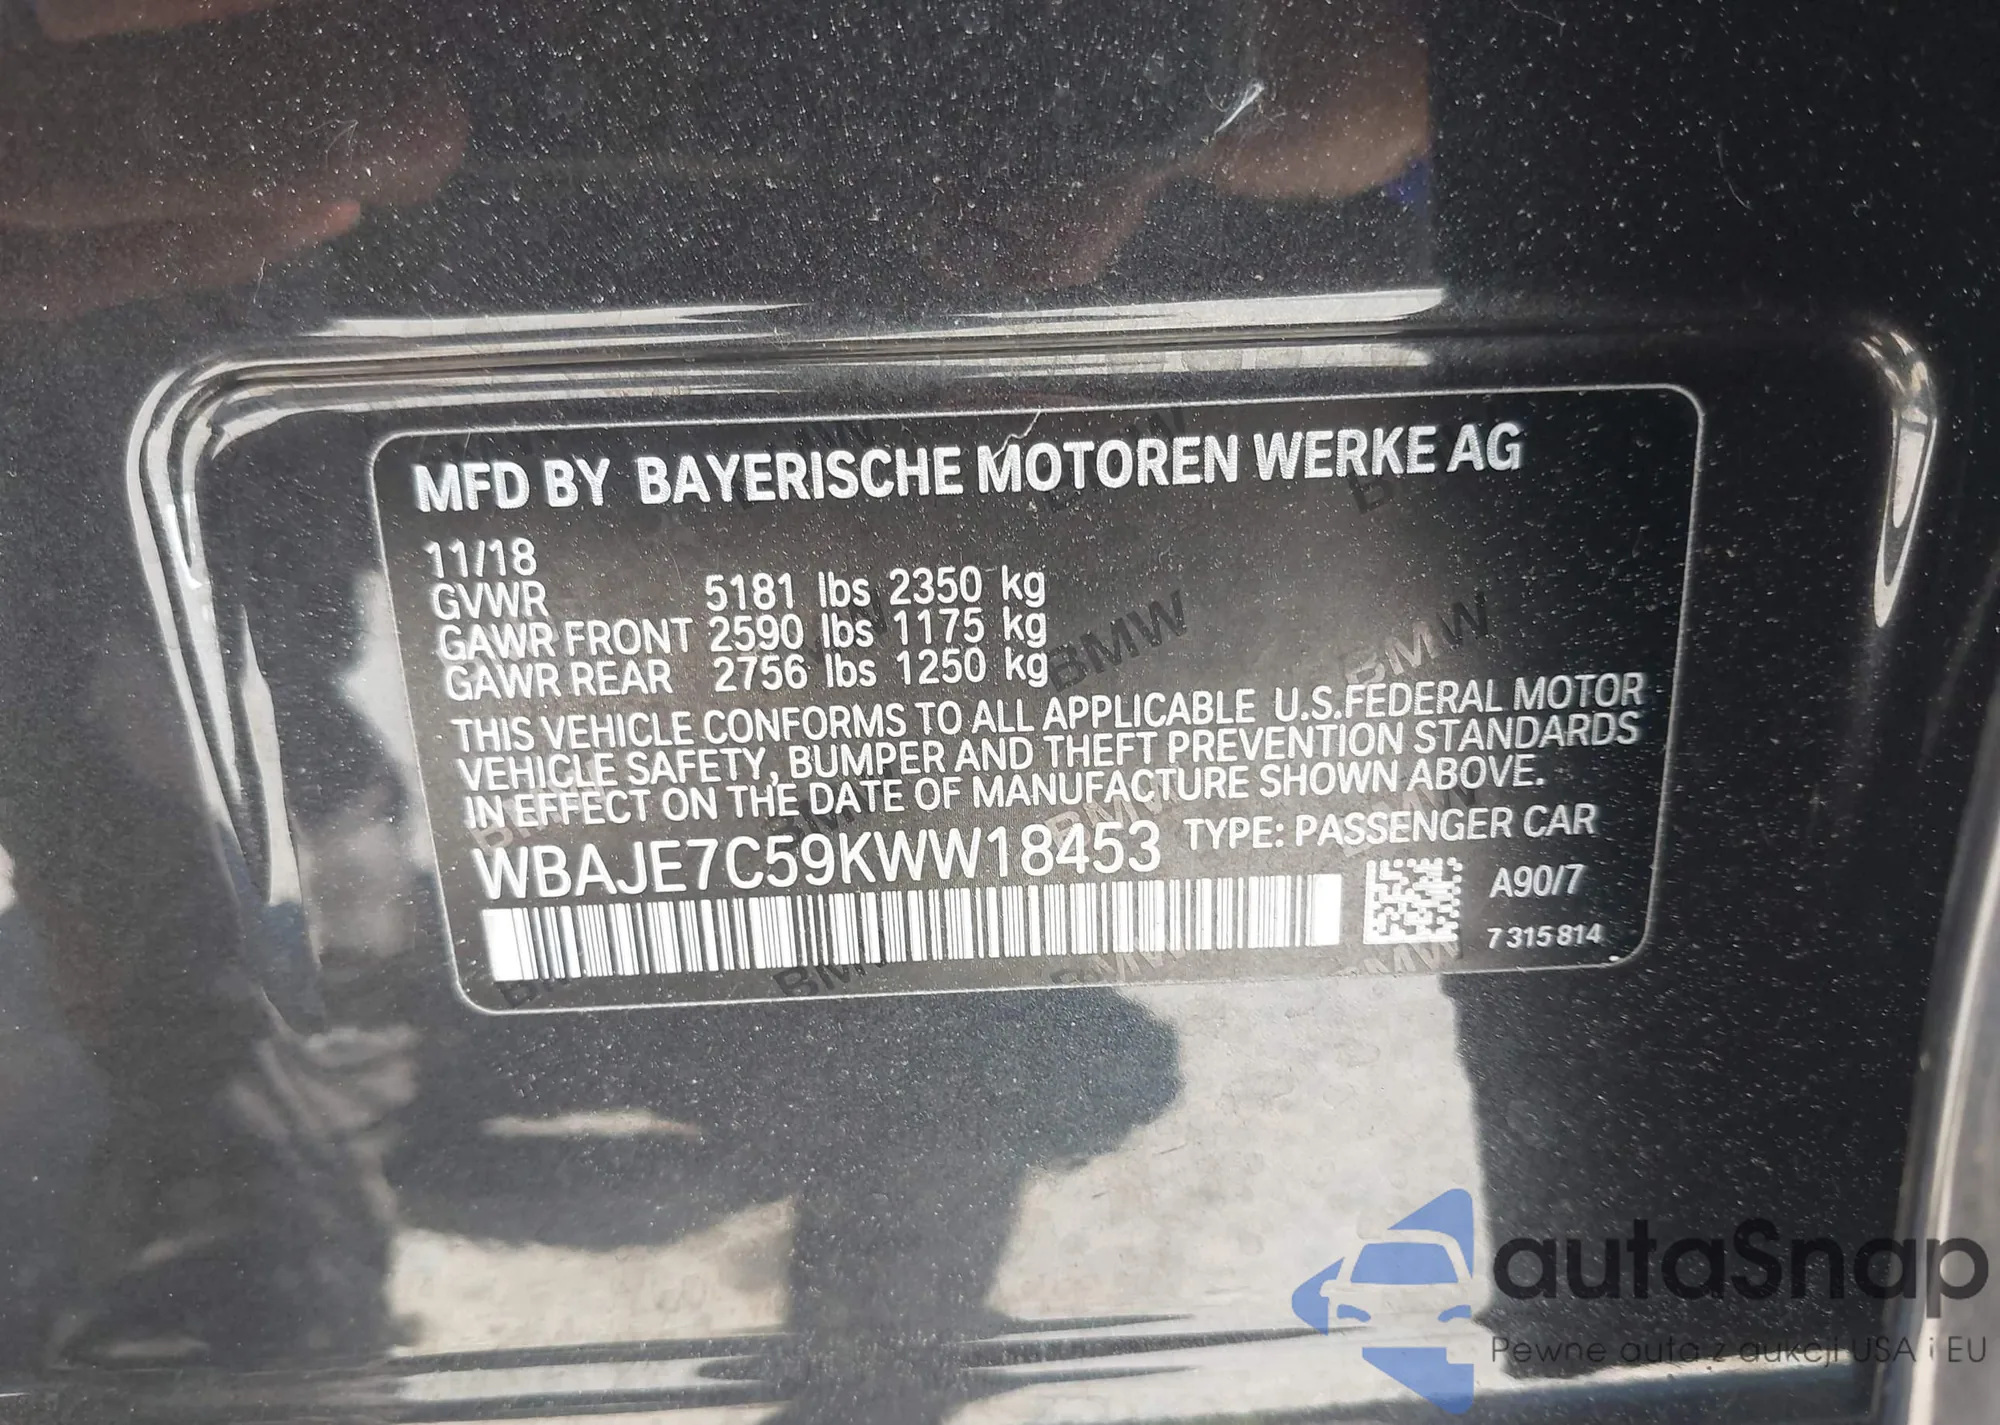 MFD BY BAYERISCHE MOTOREN WERKE AG
11/18
GVWR 5181 lbs 2350 kg
GAWR FRONT 2590 lbs 1175 kg
GAWR REAR 2756 lbs 1250 kg
THIS VEHICLE CONFORMS TO ALL APPLICABLE U.S.FEDERAL MOTOR
VEHICLE SAFETY, BUMPER AND THEFT PREVENTION STANDARDS
IN EFFECT ON THE DATE OF MANUFACTURE SHOWN ABOVE.
WBAJE7C59KWW18453 TYPE: PASSENGER CAR
A90/7
7 315 814
autaSnap
Pewne auta z aukcji USA i EU